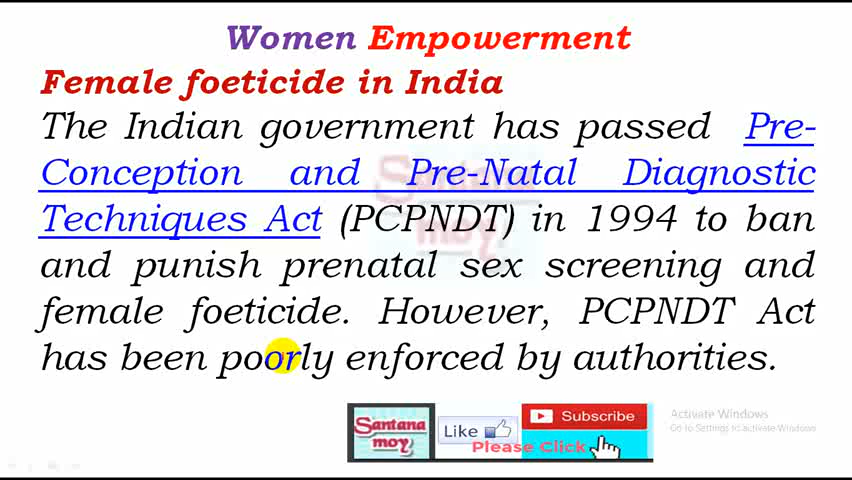 Women Empowerment
Female foeticide in India
The Indian government has passed Pre-
Conception and Pre-Natal Diagnostic
Techniques Act (PCPNDT) in 1994 to ban
and punish prenatal sex screening and
female foeticide. However, PCPNDT Act
has been poorly enforced by authorities.
Santana
moy
Santana
moy
Like
Subscribe
Please Click
Activate Windows
Go to Settings to activate Windows